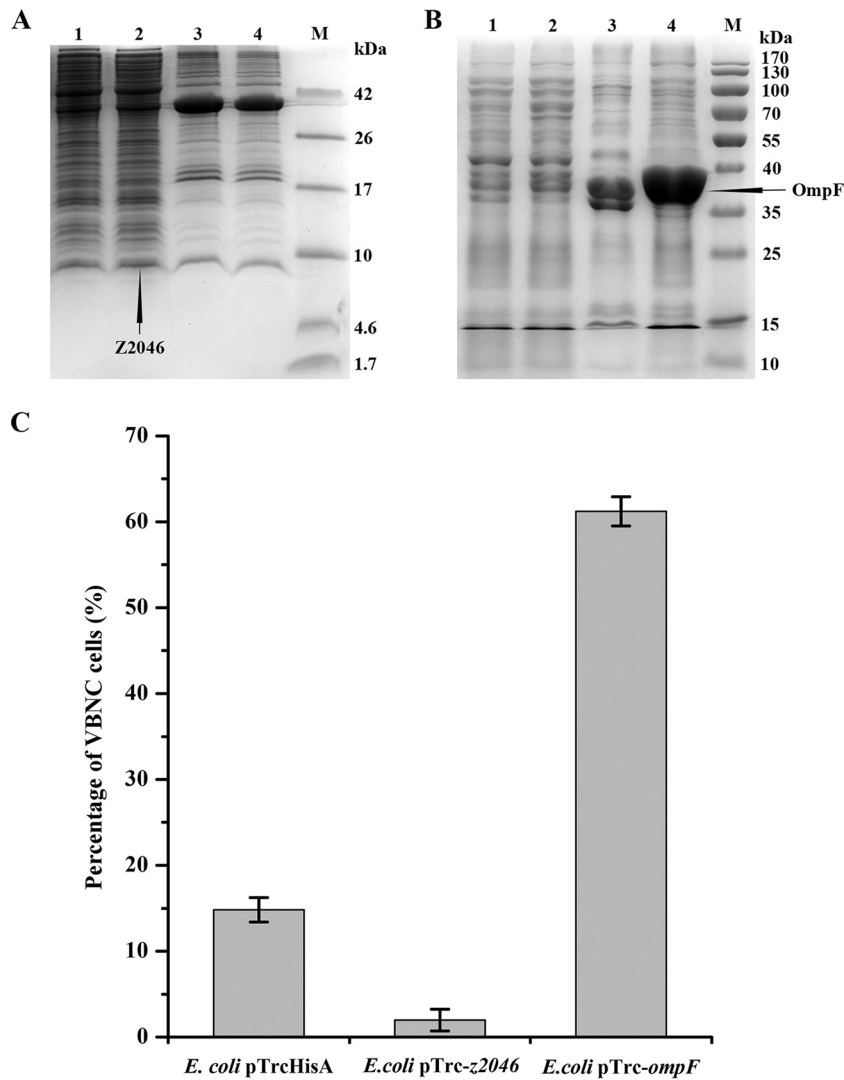 A
1 2 3 4 M
kDa
42
26
17
10
4.6
1.7
Z2046
B
1 2 3 4 M
kDa
170
130
100
70
55
40
OmpF
35
25
15
10
C
Percentage of VBNC cells (%)
70
60
50
40
30
20
10
0
E. coli pTrcHisA E.coli pTrc-z2046 E.coli pTrc-ompF